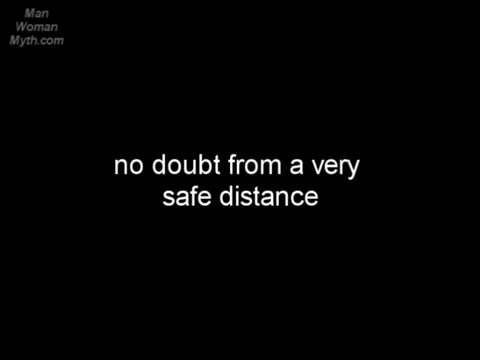 Man
Woman
Myth.com
no doubt from a very
safe distance